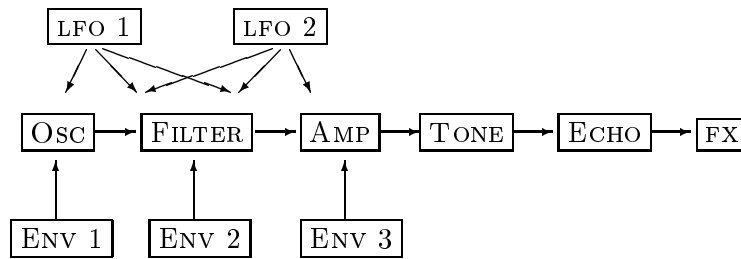 LFO 1 LFO 2
OSC FILTER AMP TONE ECHO FX
ENV 1 ENV 2 ENV 3